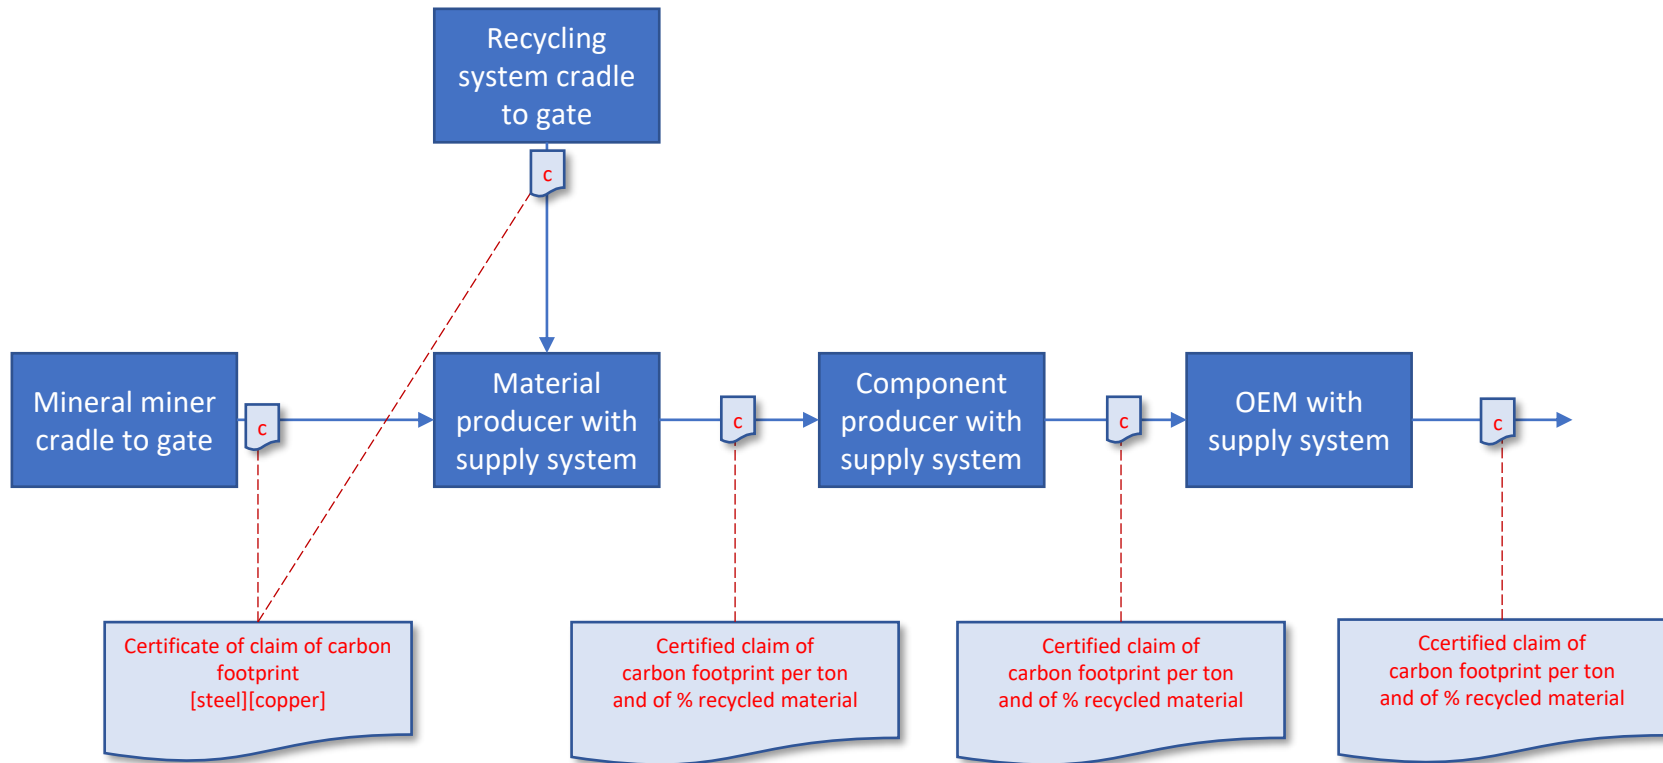 Recycling
system cradle
to gate
c
Mineral miner
cradle to gate
c
Material
producer with
supply system
c
Component
producer with
supply system
c
OEM with
supply system
c
Certificate of claim of carbon
footprint
[steel][copper]
Certified claim of
carbon footprint per ton
and of % recycled material
Certified claim of
carbon footprint per ton
and of % recycled material
Ccertified claim of
carbon footprint per ton
and of % recycled material